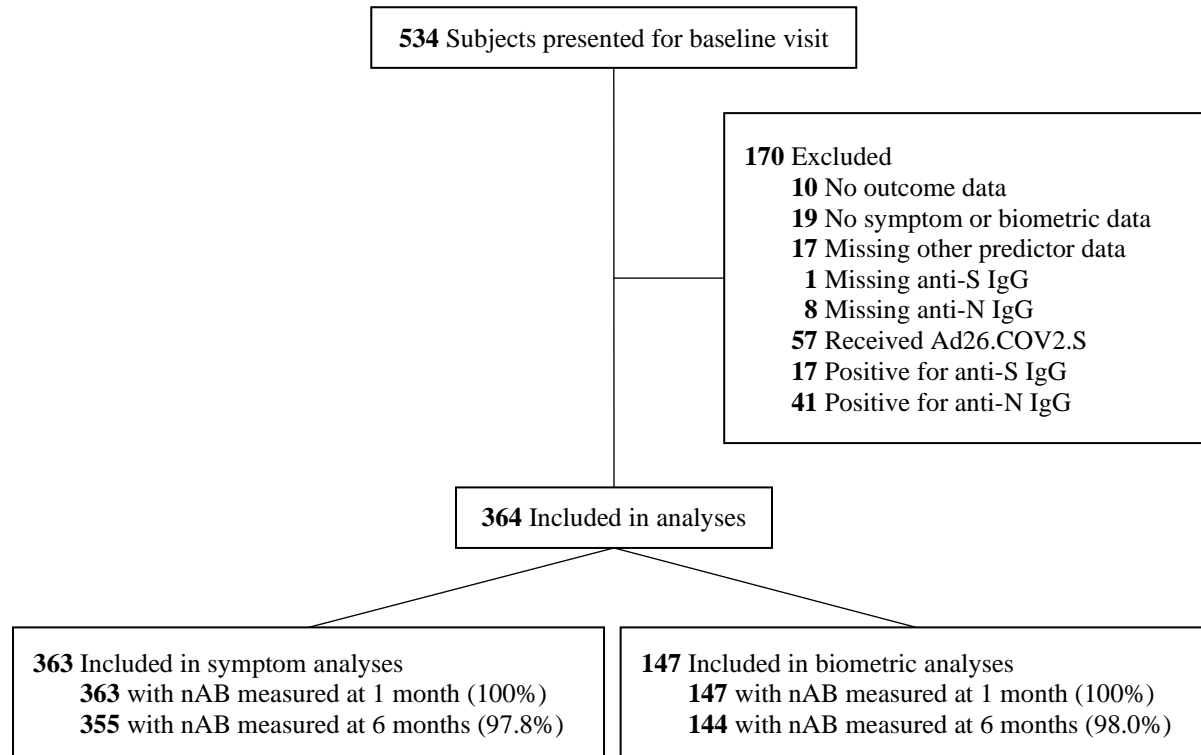 534 Subjects presented for baseline visit
170 Excluded
10 No outcome data
19 No symptom or biometric data
17 Missing other predictor data
1 Missing anti-S IgG
8 Missing anti-N IgG
57 Received Ad26.COV2.S
17 Positive for anti-S IgG
41 Positive for anti-N IgG
364 Included in analyses
363 Included in symptom analyses
363 with nAB measured at 1 month (100%)
355 with nAB measured at 6 months (97.8%)
147 Included in biometric analyses
147 with nAB measured at 1 month (100%)
144 with nAB measured at 6 months (98.0%)